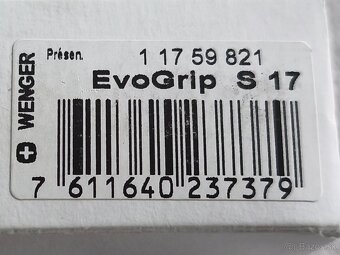 WENGER
Présen. 1 17 59 821
EvoGrip S 17
7 611640 237379